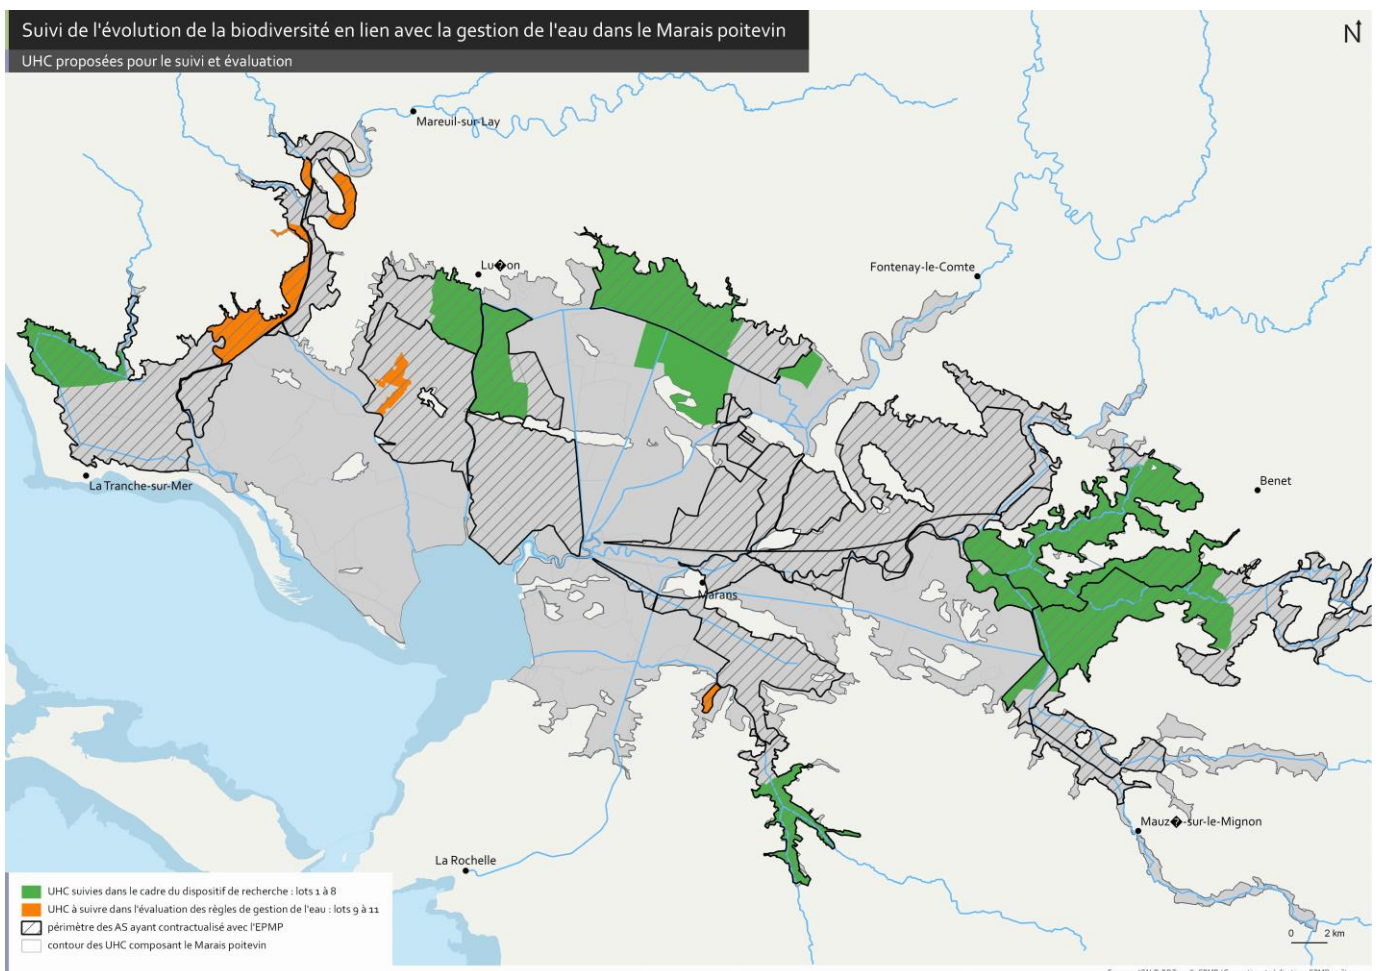 Suivi de l'évolution de la biodiversité en lien avec la gestion de l'eau dans le Marais poitevin
UHC proposées pour le suivi et évaluation
N
Mareuil-sur-Lay
Lu�on
Fontenay-le-Comte
La Tranche-sur-Mer
Benet
Marans
Mauz�-sur-le-Mignon
La Rochelle
UHC suivies dans le cadre du dispositif de recherche : lots 1 à 8
UHC à suivre dans l'évaluation des règles de gestion de l'eau : lots 9 à 11
périmètre des AS ayant contractualisé avec l'EPMP
contour des UHC composant le Marais poitevin
0 2 km